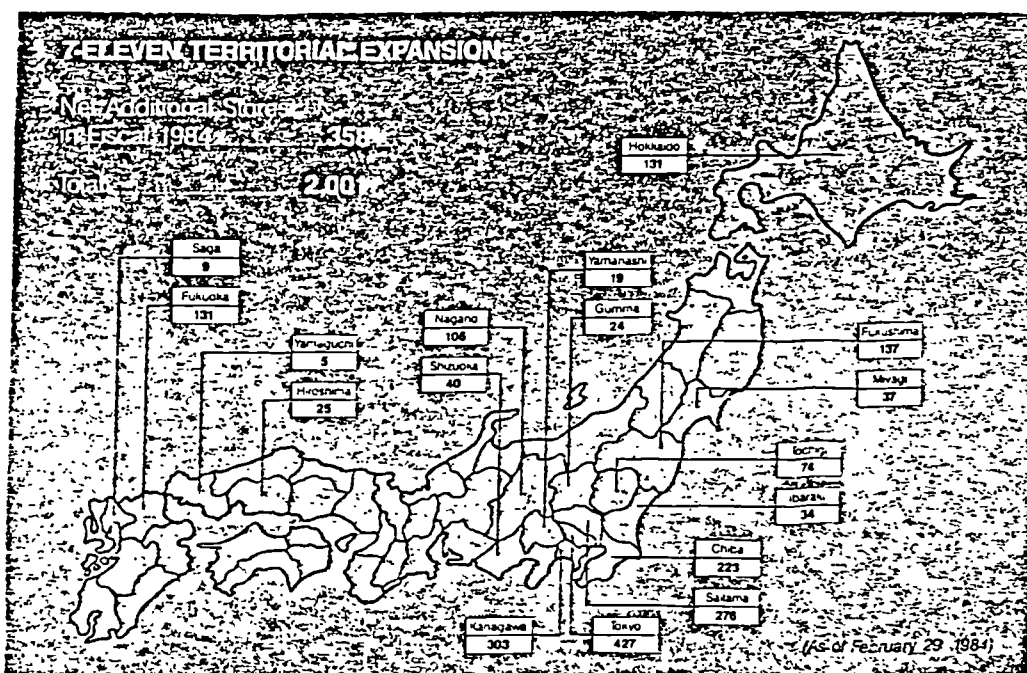 7-ELEVEN TERRITORIAL EXPANSION
Net Additional Stores
in Fiscal 1984 358
Total 2,001
Hokkaido
131
Saga
9
Fukuoka
131
Yamaguchi
5
Hiroshima
25
Nagano
106
Shizuoka
40
Yamanashi
19
Gumma
24
Fukushima
137
Miyagi
37
Tochigi
74
Ibaraki
34
Chiba
223
Saitama
276
Kanagawa
303
Tokyo
427
(As of February 29, 1984)